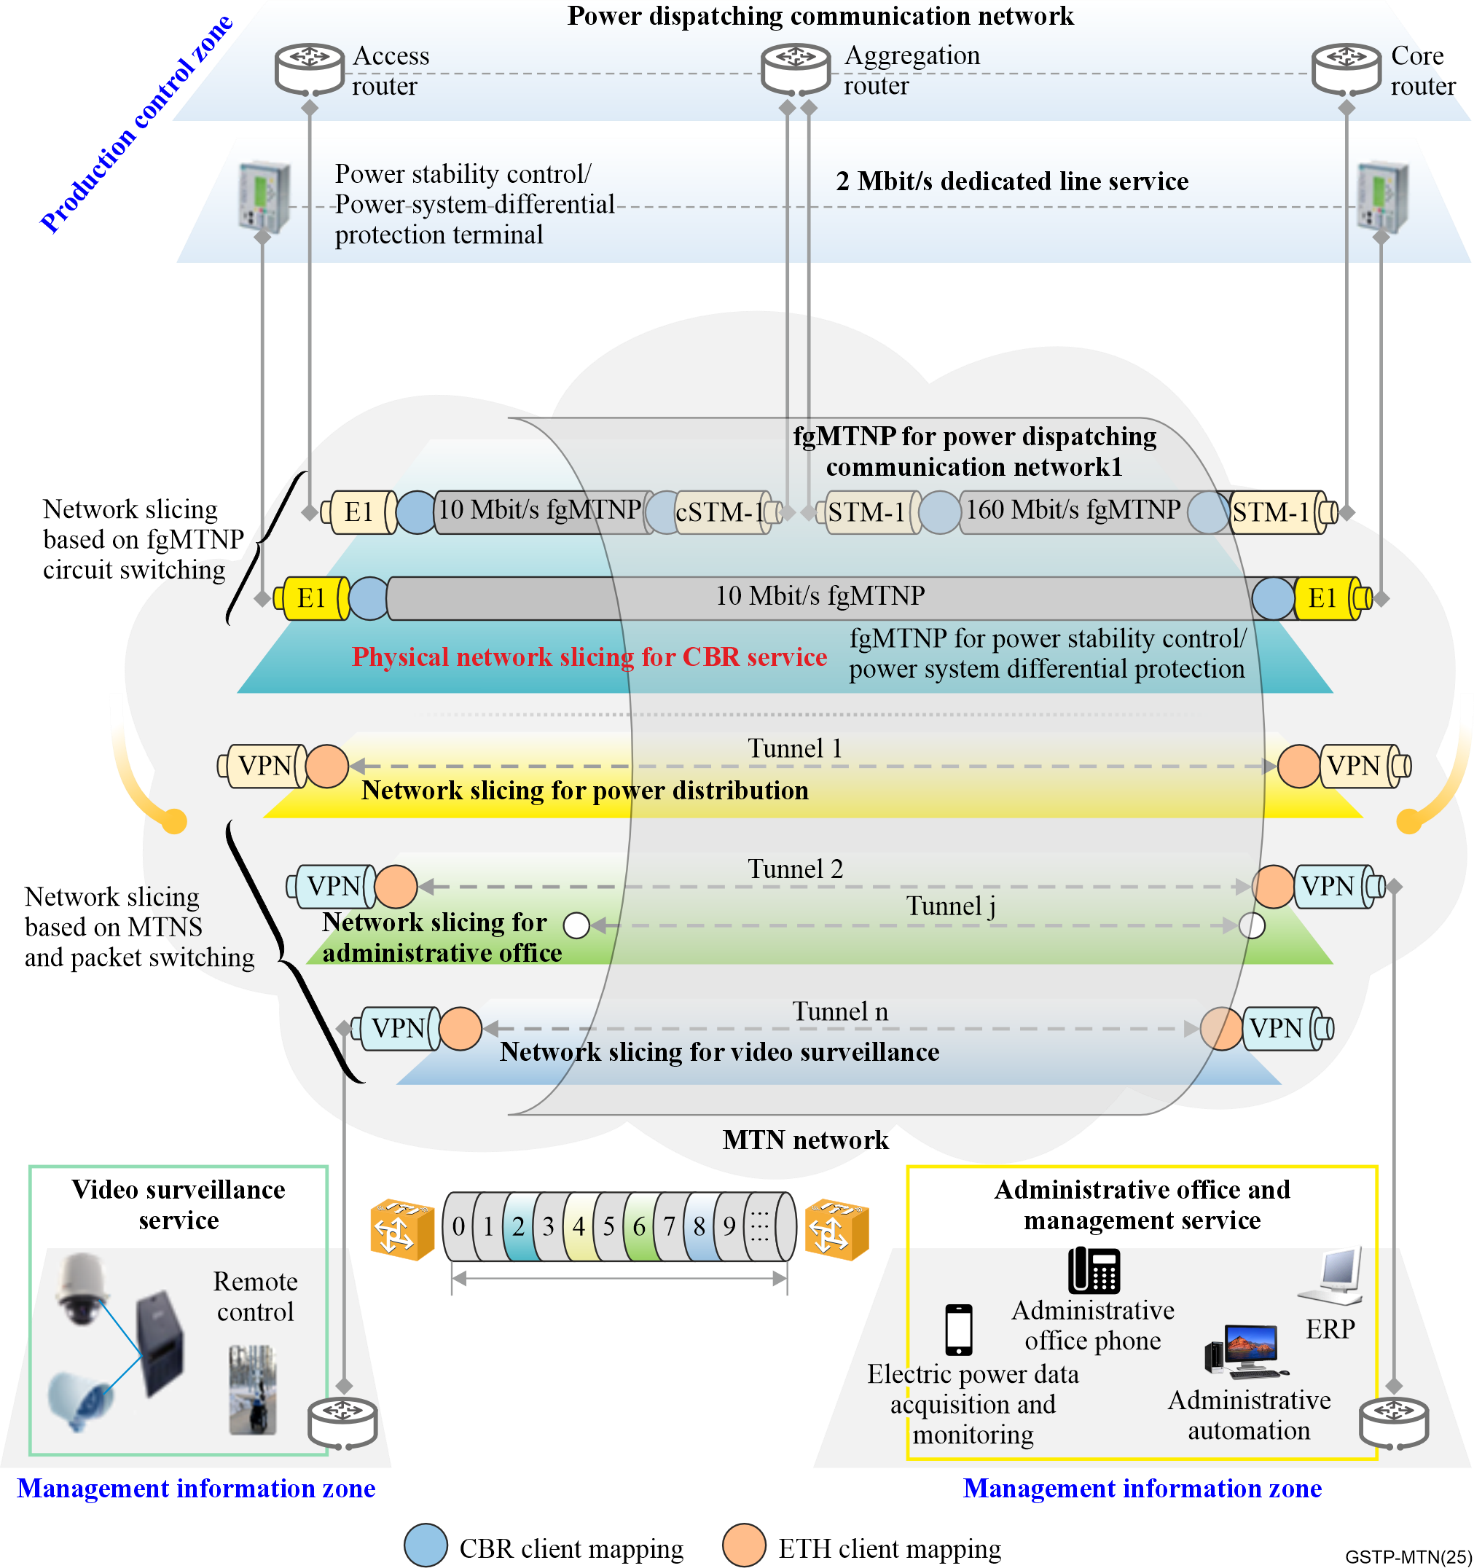 Power dispatching communication network
Production control zone
Access
router
Aggregation
router
Core
router
Power stability control/
Power system differential
protection terminal
2 Mbit/s dedicated line service
fgMTNP for power dispatching
communication network1
Network slicing
based on fgMTNP
circuit switching
E1
10 Mbit/s fgMTNP
cSTM-1
STM-1
160 Mbit/s fgMTNP
STM-1
E1
10 Mbit/s fgMTNP
E1
Physical network slicing for CBR service
fgMTNP for power stability control/
power system differential protection
VPN
Tunnel 1
VPN
Network slicing for power distribution
Network slicing
based on MTNS
and packet switching
VPN
Tunnel 2
VPN
Tunnel j
Network slicing for
administrative office
VPN
Tunnel n
VPN
Network slicing for video surveillance
MTN network
Video surveillance
service
Remote
control
0 1 2 3 4 5 6 7 8 9
Administrative office and
management service
Administrative
office phone
ERP
Electric power data
acquisition and
monitoring
Administrative
automation
Management information zone
Management information zone
CBR client mapping
ETH client mapping
GSTP-MTN(25)